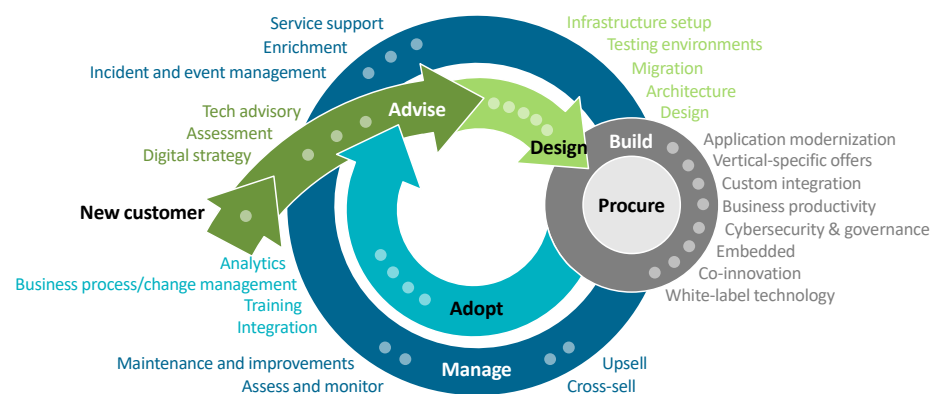 Service support
Enrichment
Incident and event management
Infrastructure setup
Testing environments
Migration
Architecture
Design
Tech advisory
Assessment
Digital strategy
Advise
Design
Build
Procure
Application modernization
Vertical-specific offers
Custom integration
Business productivity
Cybersecurity & governance
Embedded
Co-innovation
White-label technology
New customer
Analytics
Business process/change management
Training
Integration
Adopt
Maintenance and improvements
Assess and monitor
Manage
Upsell
Cross-sell